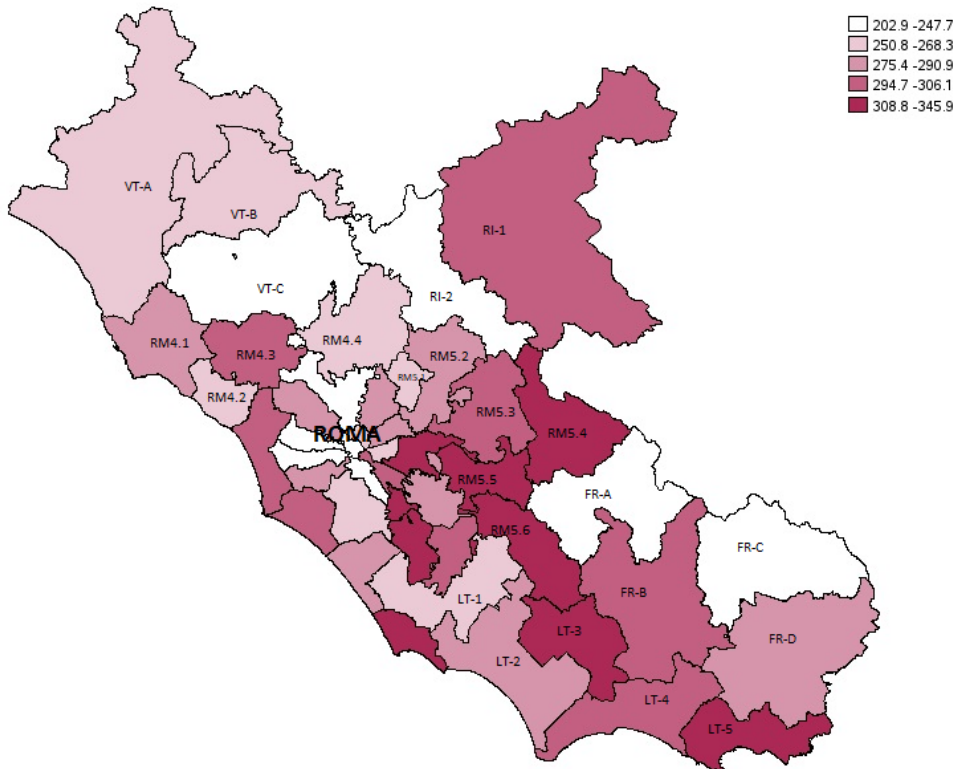 202.9 -247.7
250.8 -268.3
275.4 -290.9
294.7 -306.1
308.8 -345.9
VT-A
VT-B
RI-1
VT-C
RI-2
RM4.1
RM4.4
RM4.3
RM5.2
RM4.2
RM5.3
ROMA
RM5.4
RM5.5
FR-A
RM5.6
FR-C
FR-B
LT-1
LT-3
FR-D
LT-2
LT-4
LT-5